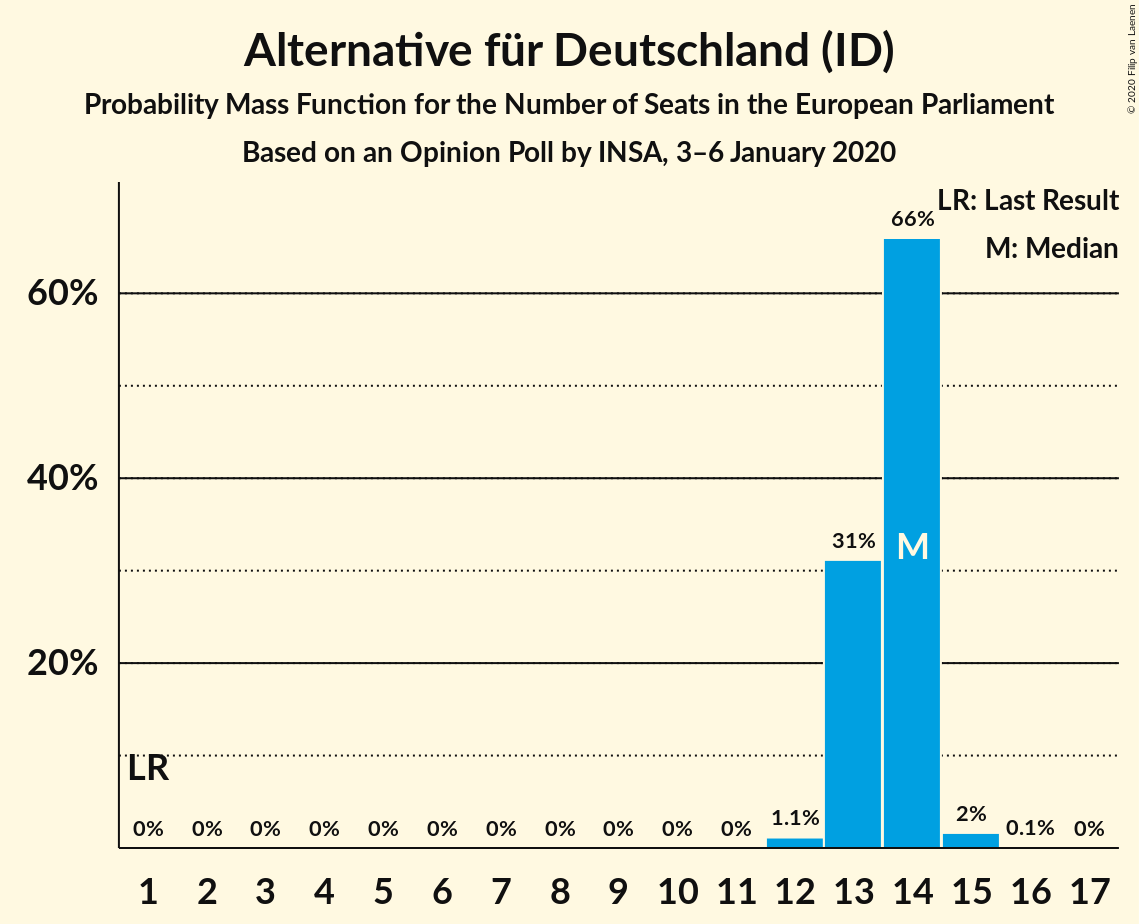 Alternative für Deutschland (ID)
Probability Mass Function for the Number of Seats in the European Parliament
Based on an Opinion Poll by INSA, 3–6 January 2020
© 2020 Filip van Laenen
LR: Last Result
M: Median
60%
40%
20%
LR
M
0% 0% 0% 0% 0% 0% 0% 0% 0% 0% 0% 1.1% 31% 66% 2% 0.1% 0%
1 2 3 4 5 6 7 8 9 10 11 12 13 14 15 16 17